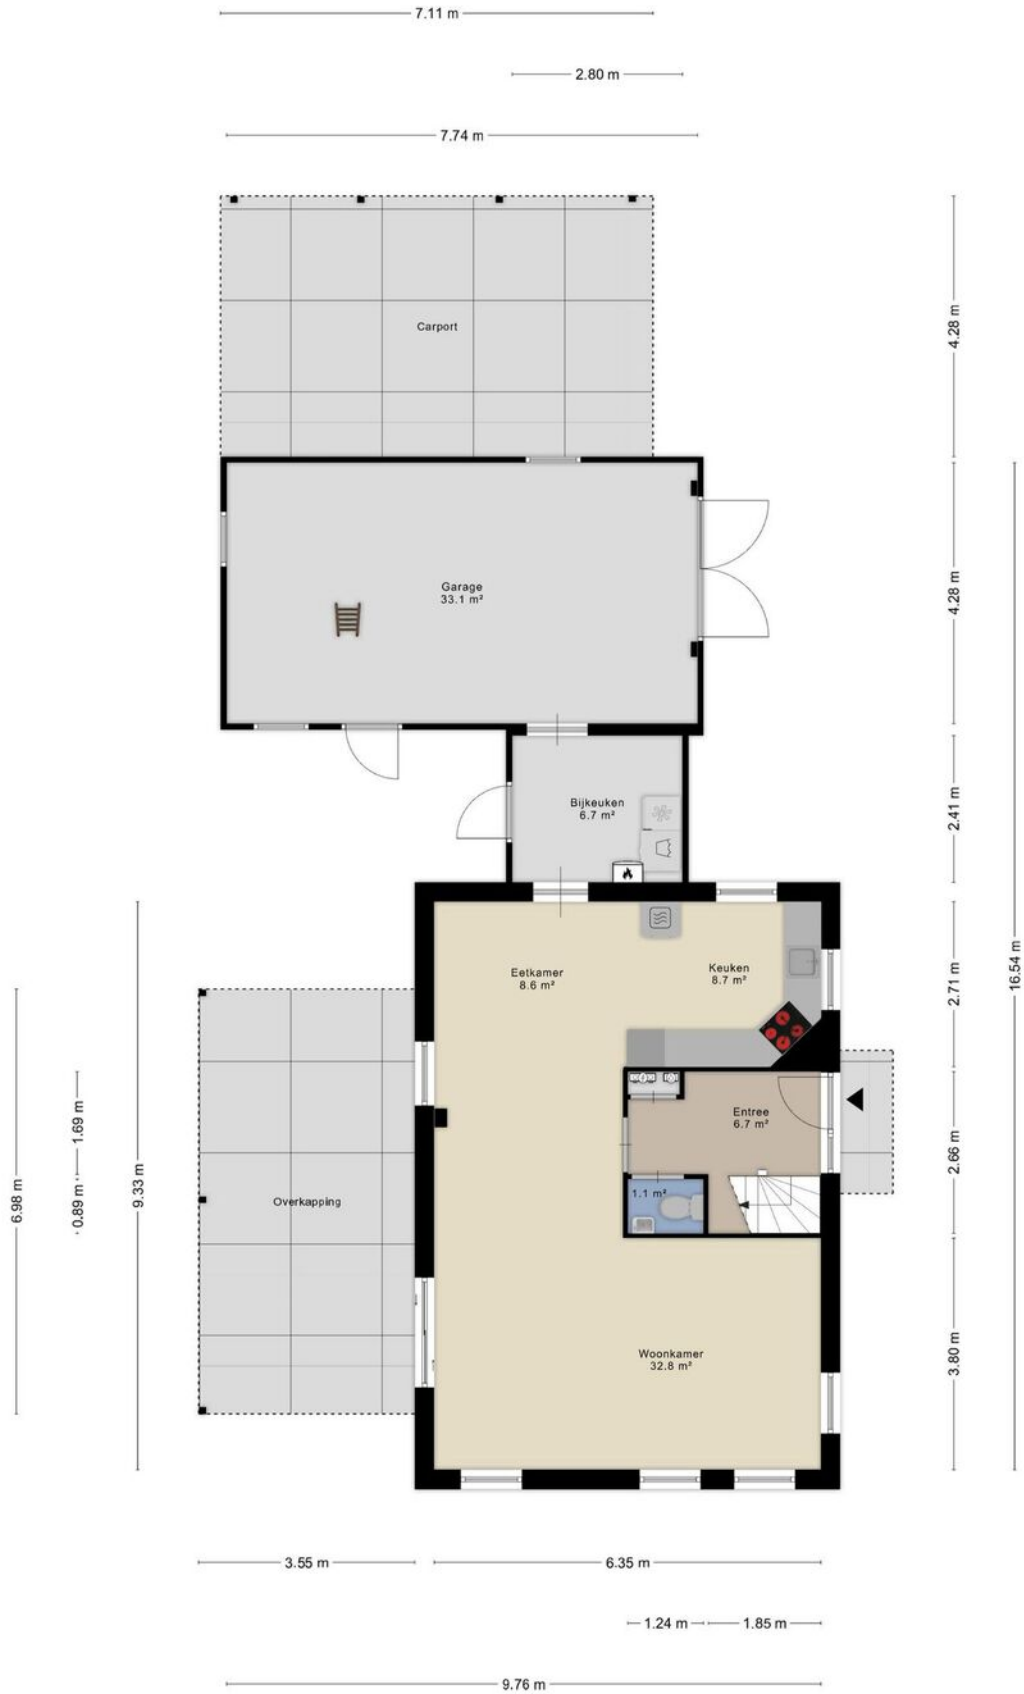 7.11 m
2.80 m
7.74 m
Carport
4.28 m
Garage
33.1 m²
4.28 m
Bijkeuken
6.7 m²
2.41 m
16.54 m
Eetkamer
8.6 m²
Keuken
8.7 m²
2.71 m
Entree
6.7 m²
2.66 m
1.1 m²
1.69 m
0.89 m
9.33 m
6.98 m
Overkapping
Woonkamer
32.8 m²
3.80 m
3.55 m
6.35 m
1.24 m
1.85 m
9.76 m